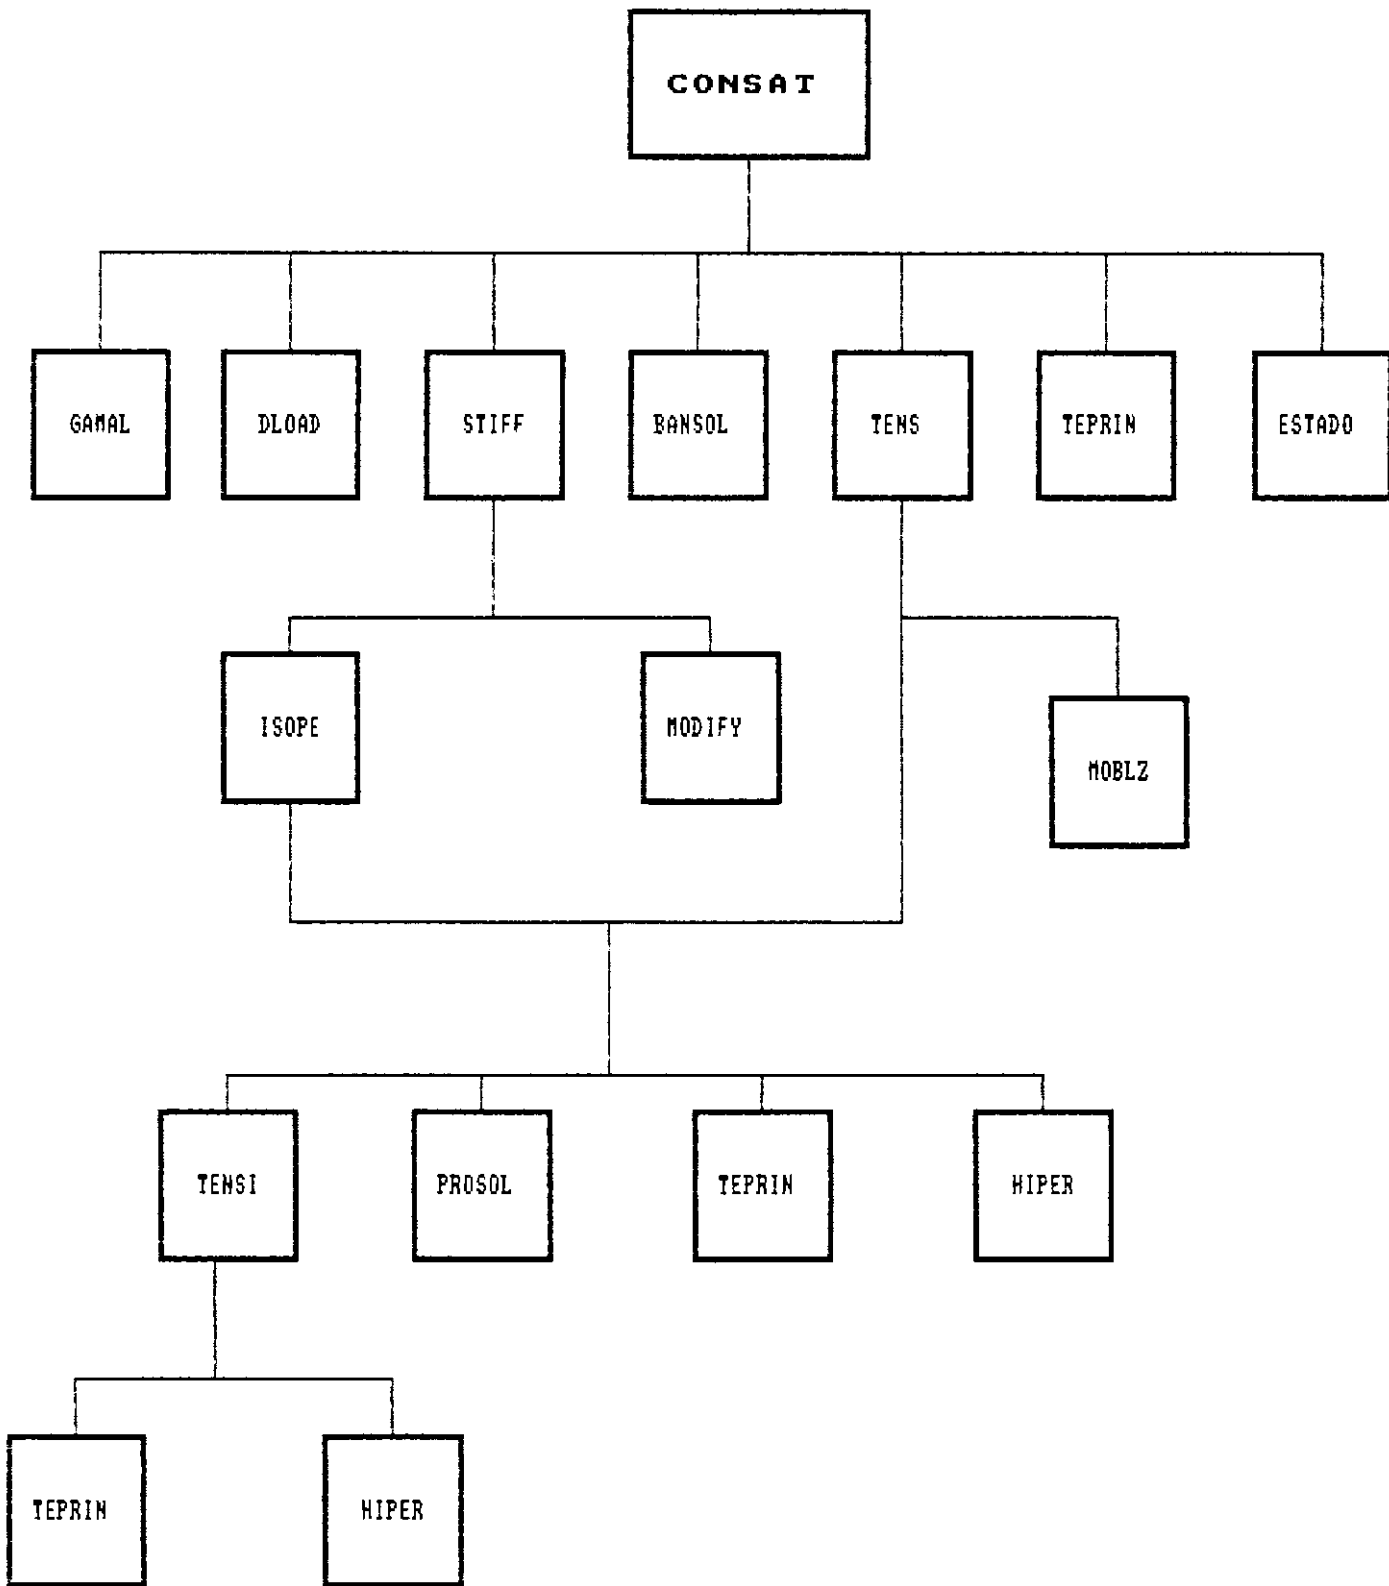 CONSAT
GAMAL
DLOAD
STIFF
BANSOL
TENS
TEPRIN
ESTADO
ISOPE
MODIFY
MOBLZ
TENSI
PROSOL
TEPRIN
HIPER
TEPRIN
HIPER